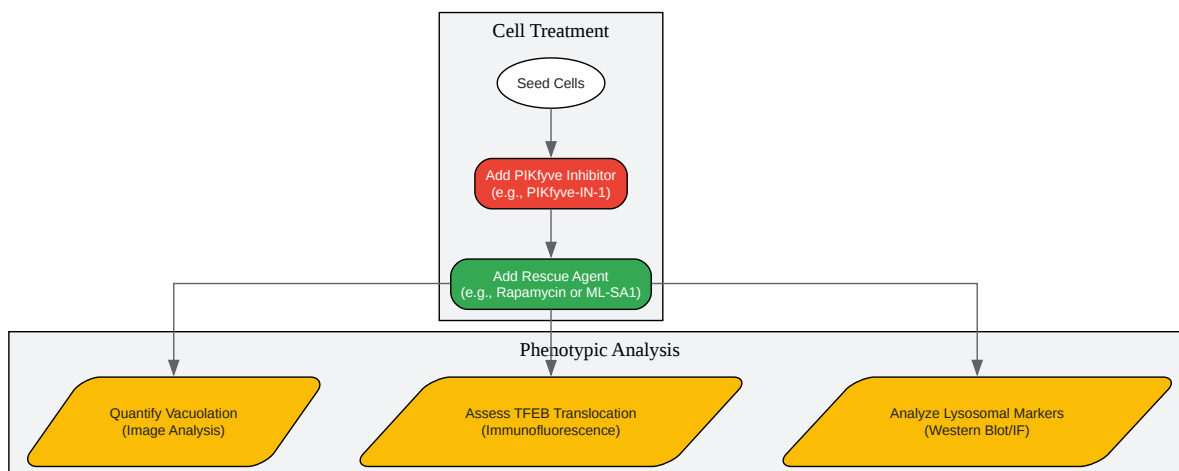 Cell Treatment
Seed Cells
Add PIKfyve Inhibitor
(e.g., PIKfyve-IN-1)
Add Rescue Agent
(e.g., Rapamycin or ML-SA1)
Phenotypic Analysis
Quantify Vacuolation
(Image Analysis)
Assess TFEB Translocation
(Immunofluorescence)
Analyze Lysosomal Markers
(Western Blot/IF)